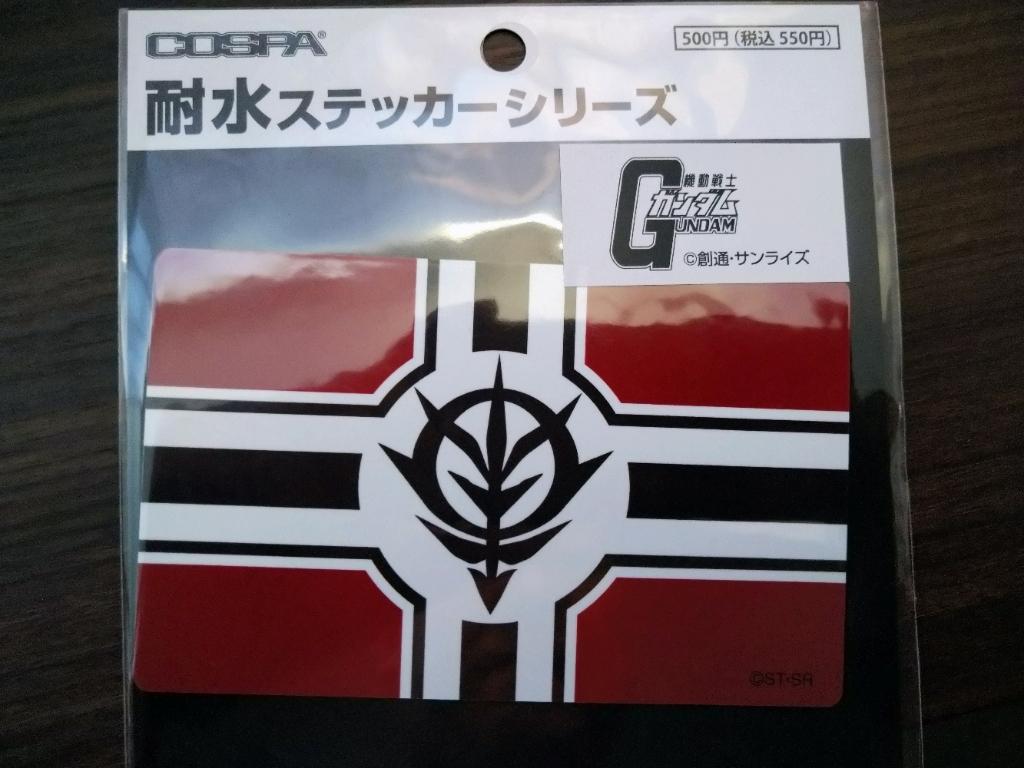 COSPA®
500円(税込 550円)
耐水ステッカーシリーズ
機動戦士
ガンダム
GUNDAM
©創通・サンライズ
©ST・SR